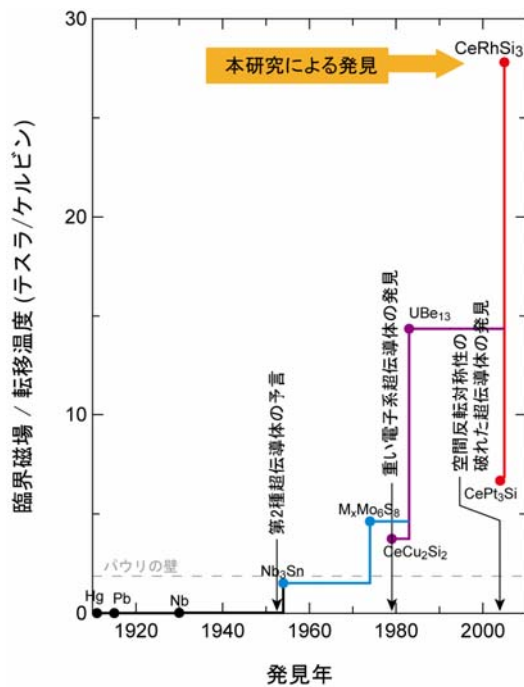 30
20
10
0
臨界磁場 / 転移温度 (テスラ/ケルビン)
CeRhSi3
本研究による発見
UBe13
重い電子系超伝導体の発見
空間反転対称性の
破れた超伝導体の発見
第2種超伝導体の予言
CePt3Si
MxMo6S8
CeCu2Si2
パウリの壁
Nb3Sn
Hg
Pb
Nb
1920
1940
1960
1980
2000
発見年